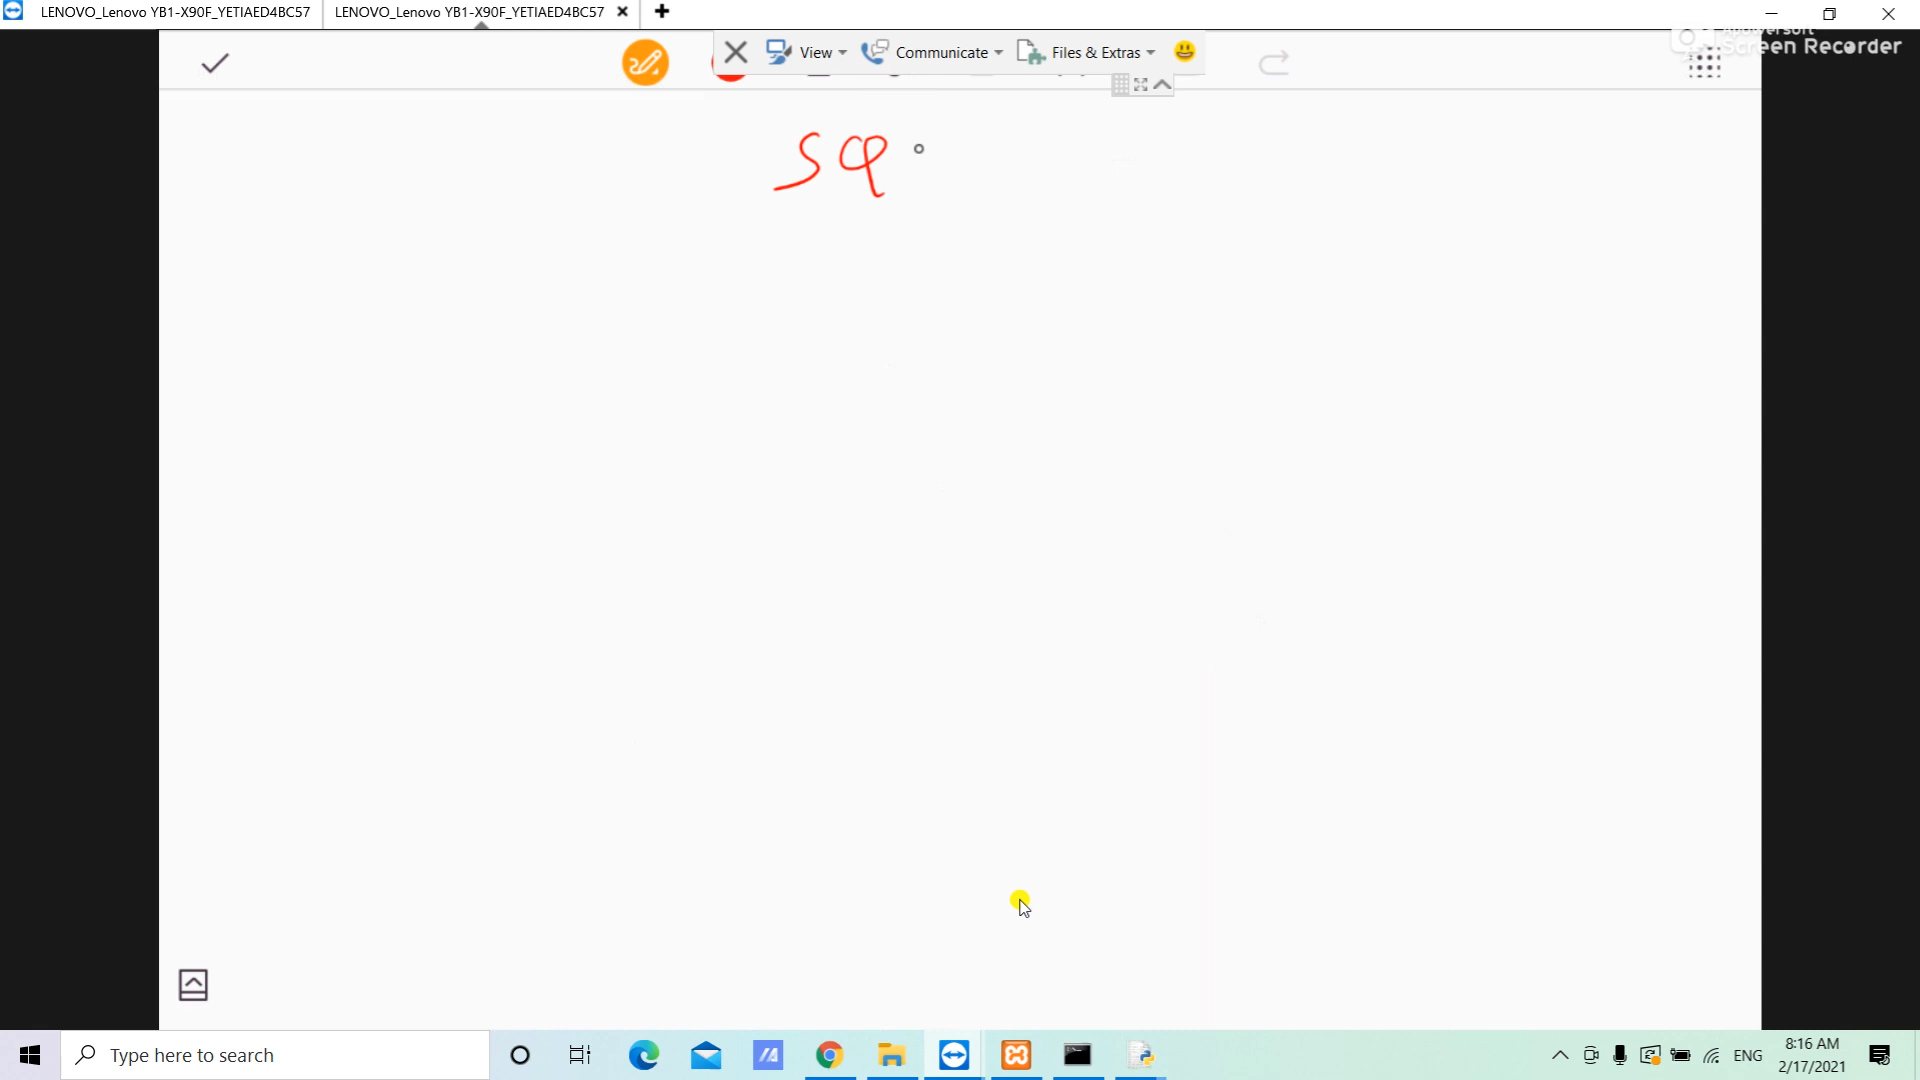 LENOVO_Lenovo YB1-X90F_YETIAED4BC57
LENOVO_Lenovo YB1-X90F_YETIAED4BC57
View
Communicate
Files & Extras
Screen Recorder
sq
Type here to search
ENG
8:16 AM
2/17/2021